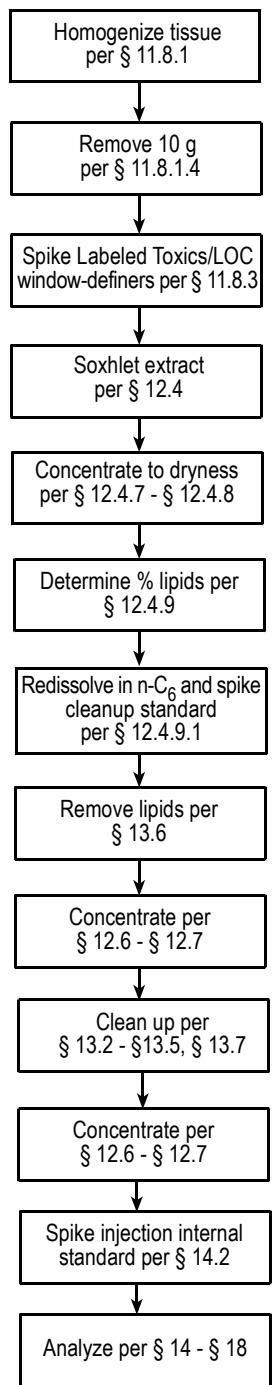 Homogenize tissue
per § 11.8.1
Remove 10 g
per § 11.8.1.4
Spike Labeled Toxics/LOC
window-definers per § 11.8.3
Soxhlet extract
per § 12.4
Concentrate to dryness
per § 12.4.7 - § 12.4.8
Determine % lipids per
§ 12.4.9
Redissolve in n-C₆ and spike
cleanup standard
per § 12.4.9.1
Remove lipids per
§ 13.6
Concentrate per
§ 12.6 - § 12.7
Clean up per
§ 13.2 - §13.5, § 13.7
Concentrate per
§ 12.6 - § 12.7
Spike injection internal
standard per § 14.2
Analyze per § 14 - § 18